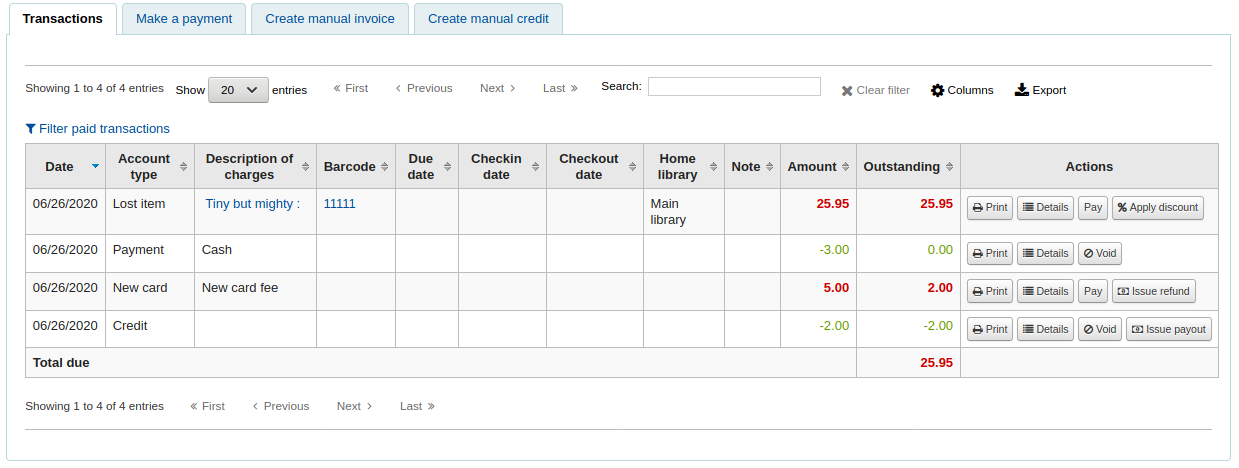 Transactions Make a payment Create manual invoice Create manual credit
Showing 1 to 4 of 4 entries Show 20 entries « First < Previous Next > Last » Search: Clear filter Columns Export
Filter paid transactions
Date Account type Description of charges Barcode Due date Checkin date Checkout date Home library Note Amount Outstanding Actions
06/26/2020 Lost item Tiny but mighty : 11111 Main library 25.95 25.95 Print Details Pay % Apply discount
06/26/2020 Payment Cash -3.00 0.00 Print Details Void
06/26/2020 New card New card fee 5.00 2.00 Print Details Pay Issue refund
06/26/2020 Credit -2.00 -2.00 Print Details Void Issue payout
Total due 25.95
Showing 1 to 4 of 4 entries « First < Previous Next > Last »